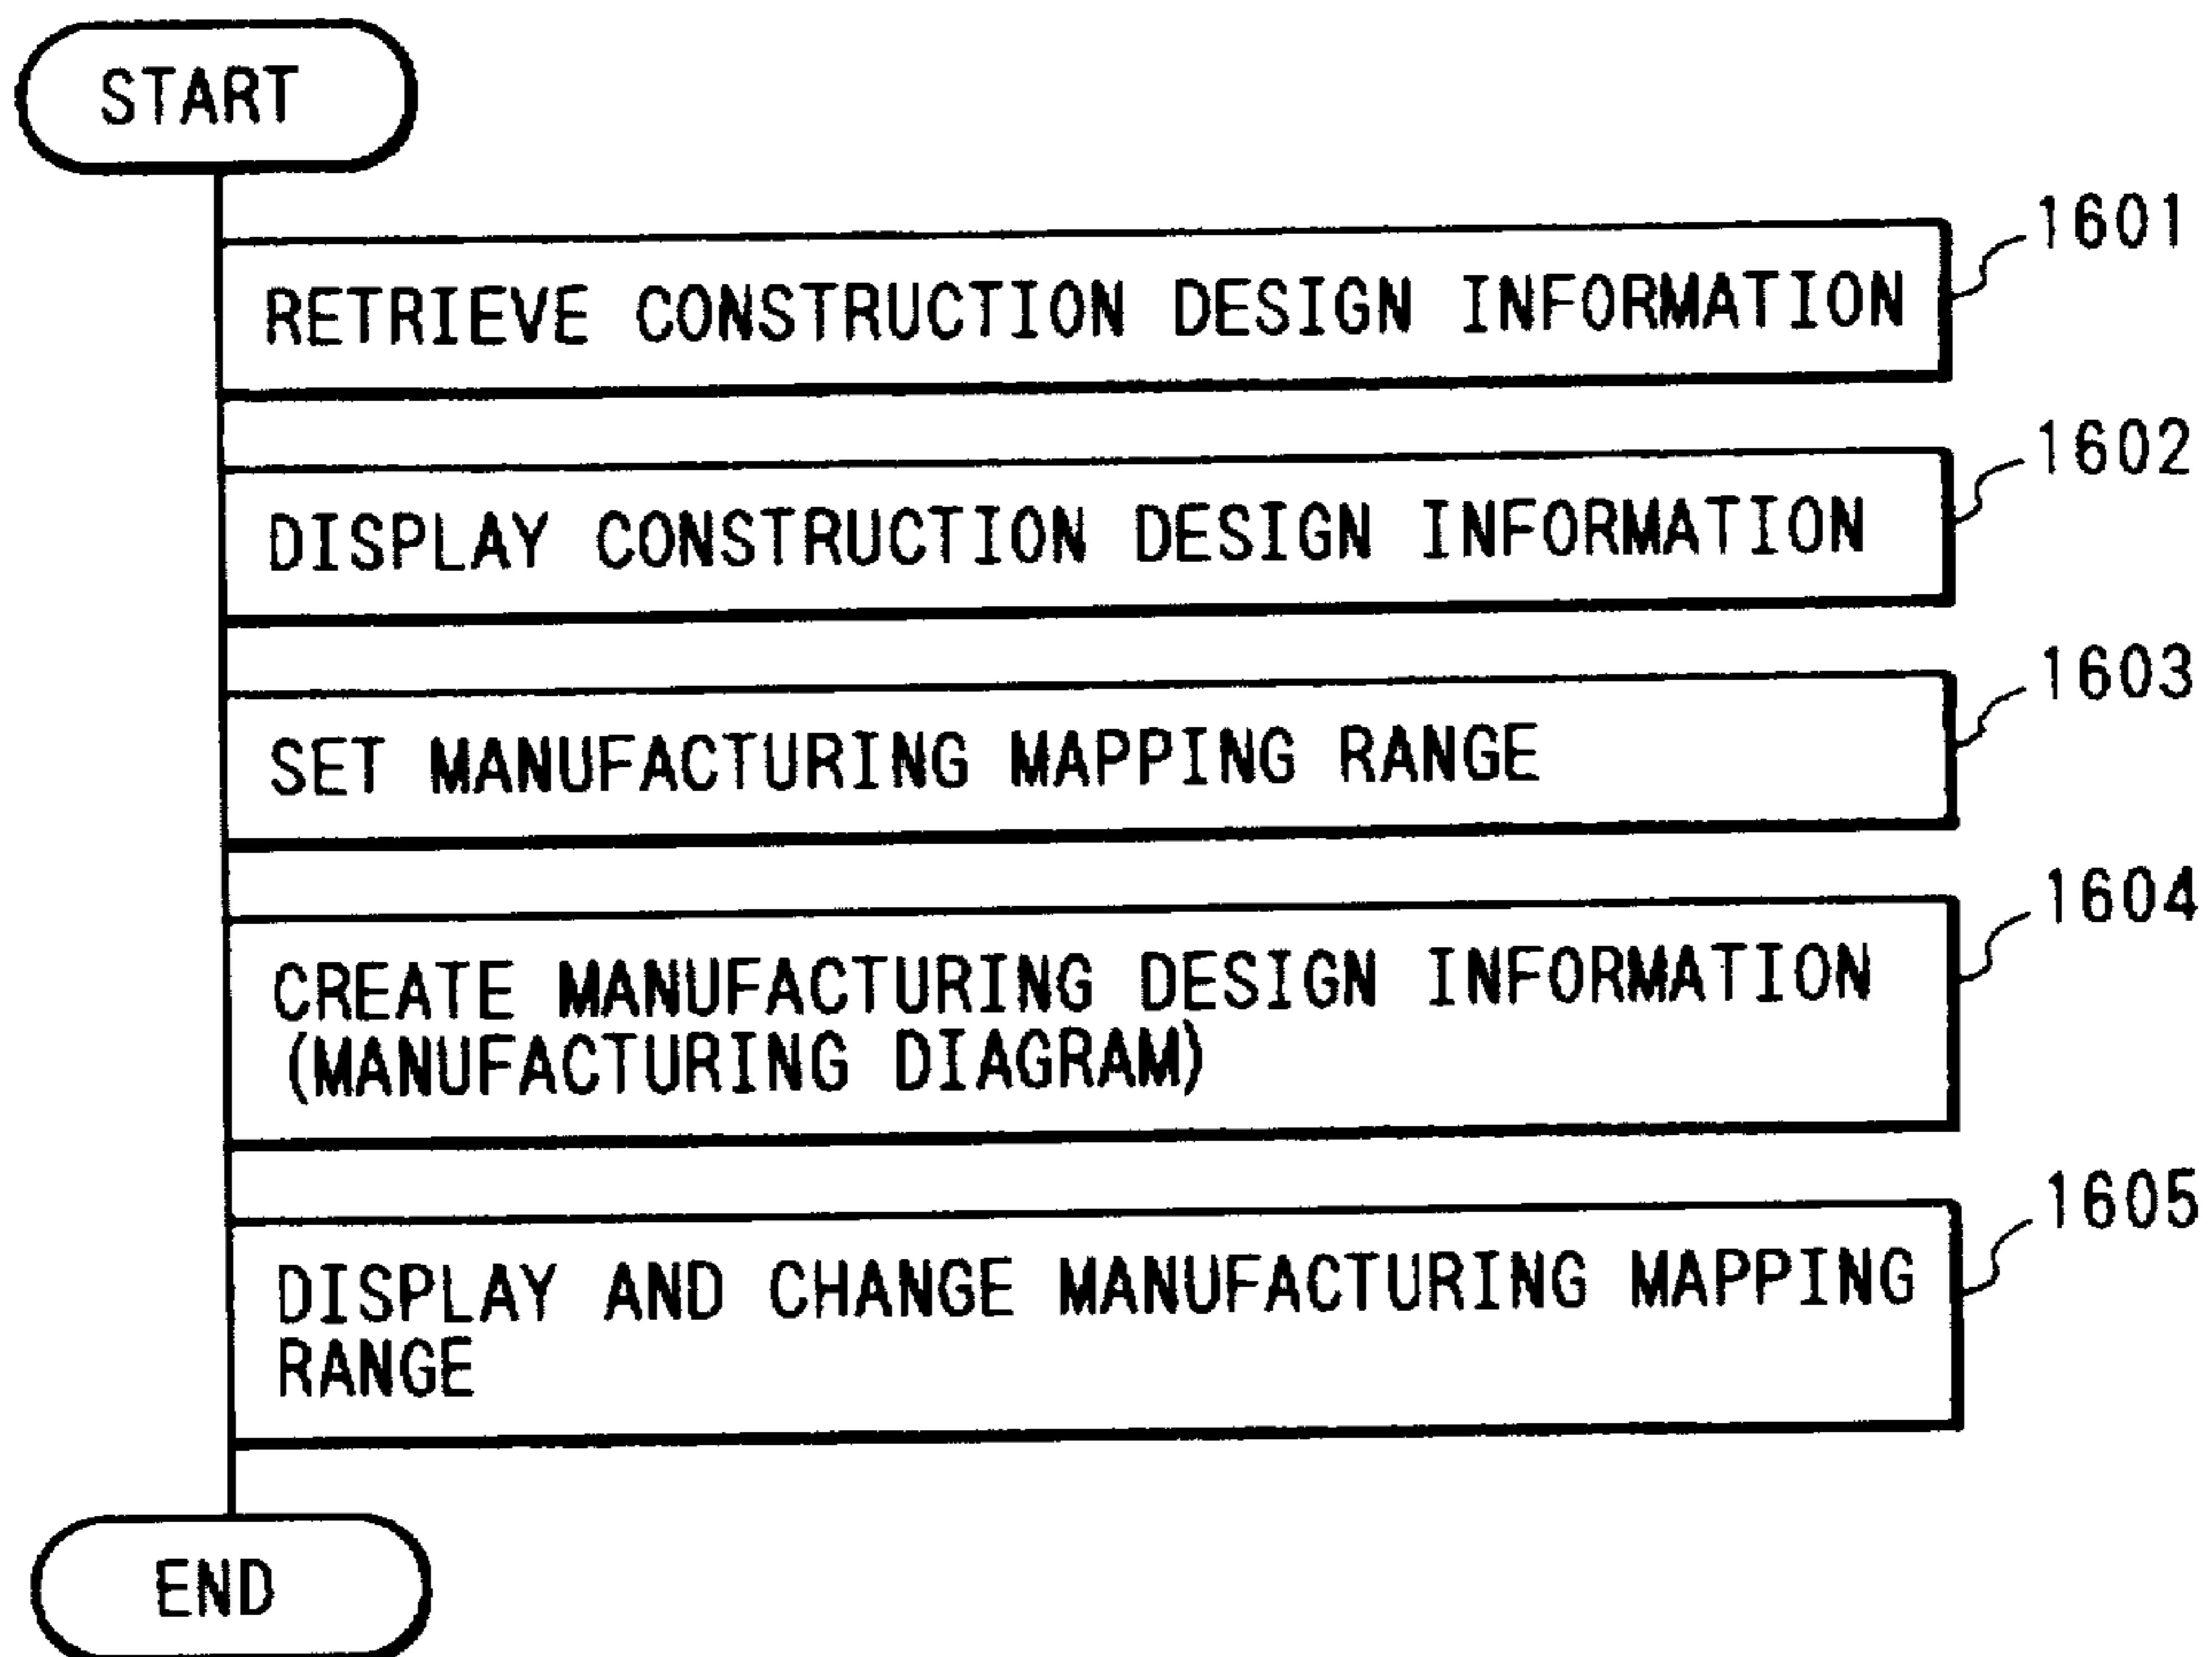 START
1601
RETRIEVE CONSTRUCTION DESIGN INFORMATION
1602
DISPLAY CONSTRUCTION DESIGN INFORMATION
1603
SET MANUFACTURING MAPPING RANGE
1604
CREATE MANUFACTURING DESIGN INFORMATION
(MANUFACTURING DIAGRAM)
1605
DISPLAY AND CHANGE MANUFACTURING MAPPING
RANGE
END